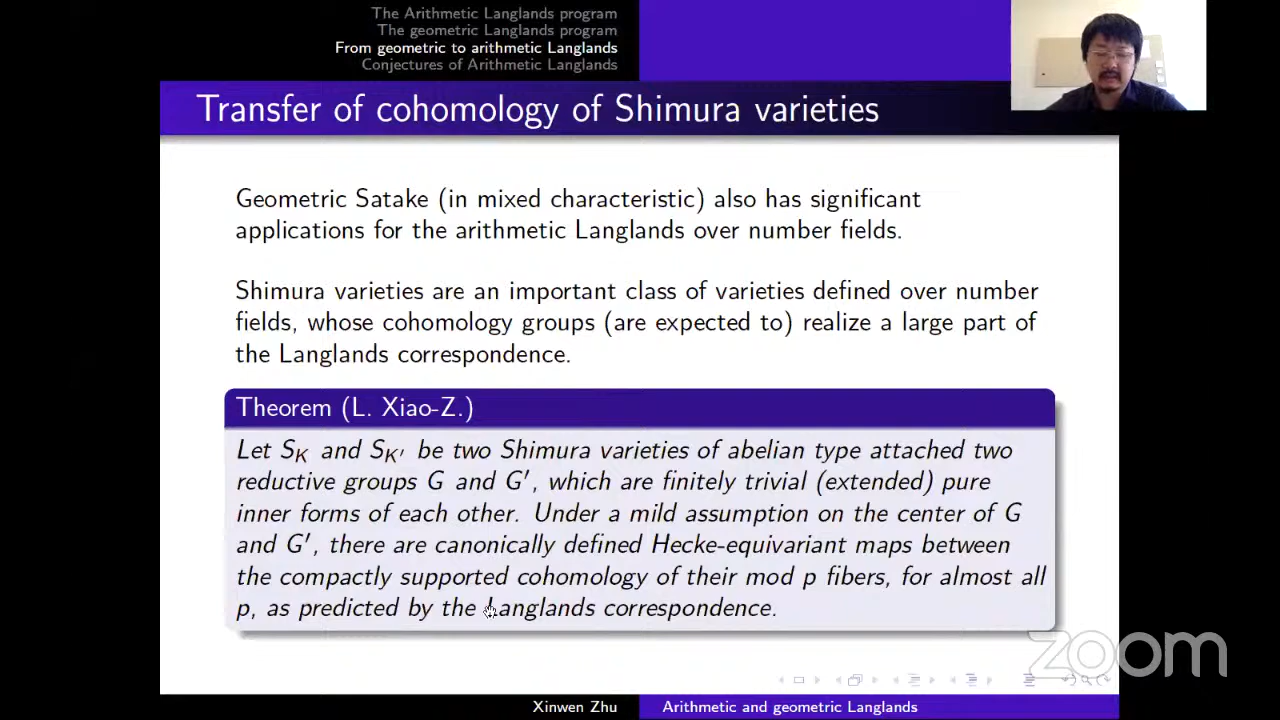 The Arithmetic Langlands program
The geometric Langlands program
From geometric to arithmetic Langlands
Conjectures of Arithmetic Langlands
Transfer of cohomology of Shimura varieties
Geometric Satake (in mixed characteristic) also has significant
applications for the arithmetic Langlands over number fields.
Shimura varieties are an important class of varieties defined over number
fields, whose cohomology groups (are expected to) realize a large part of
the Langlands correspondence.
Theorem (L. Xiao-Z.)
Let S_K and S_K′ be two Shimura varieties of abelian type attached two
reductive groups G and G′, which are finitely trivial (extended) pure
inner forms of each other. Under a mild assumption on the center of G
and G′, there are canonically defined Hecke-equivariant maps between
the compactly supported cohomology of their mod p fibers, for almost all
p, as predicted by the Langlands correspondence.
zoom
Xinwen Zhu
Arithmetic and geometric Langlands